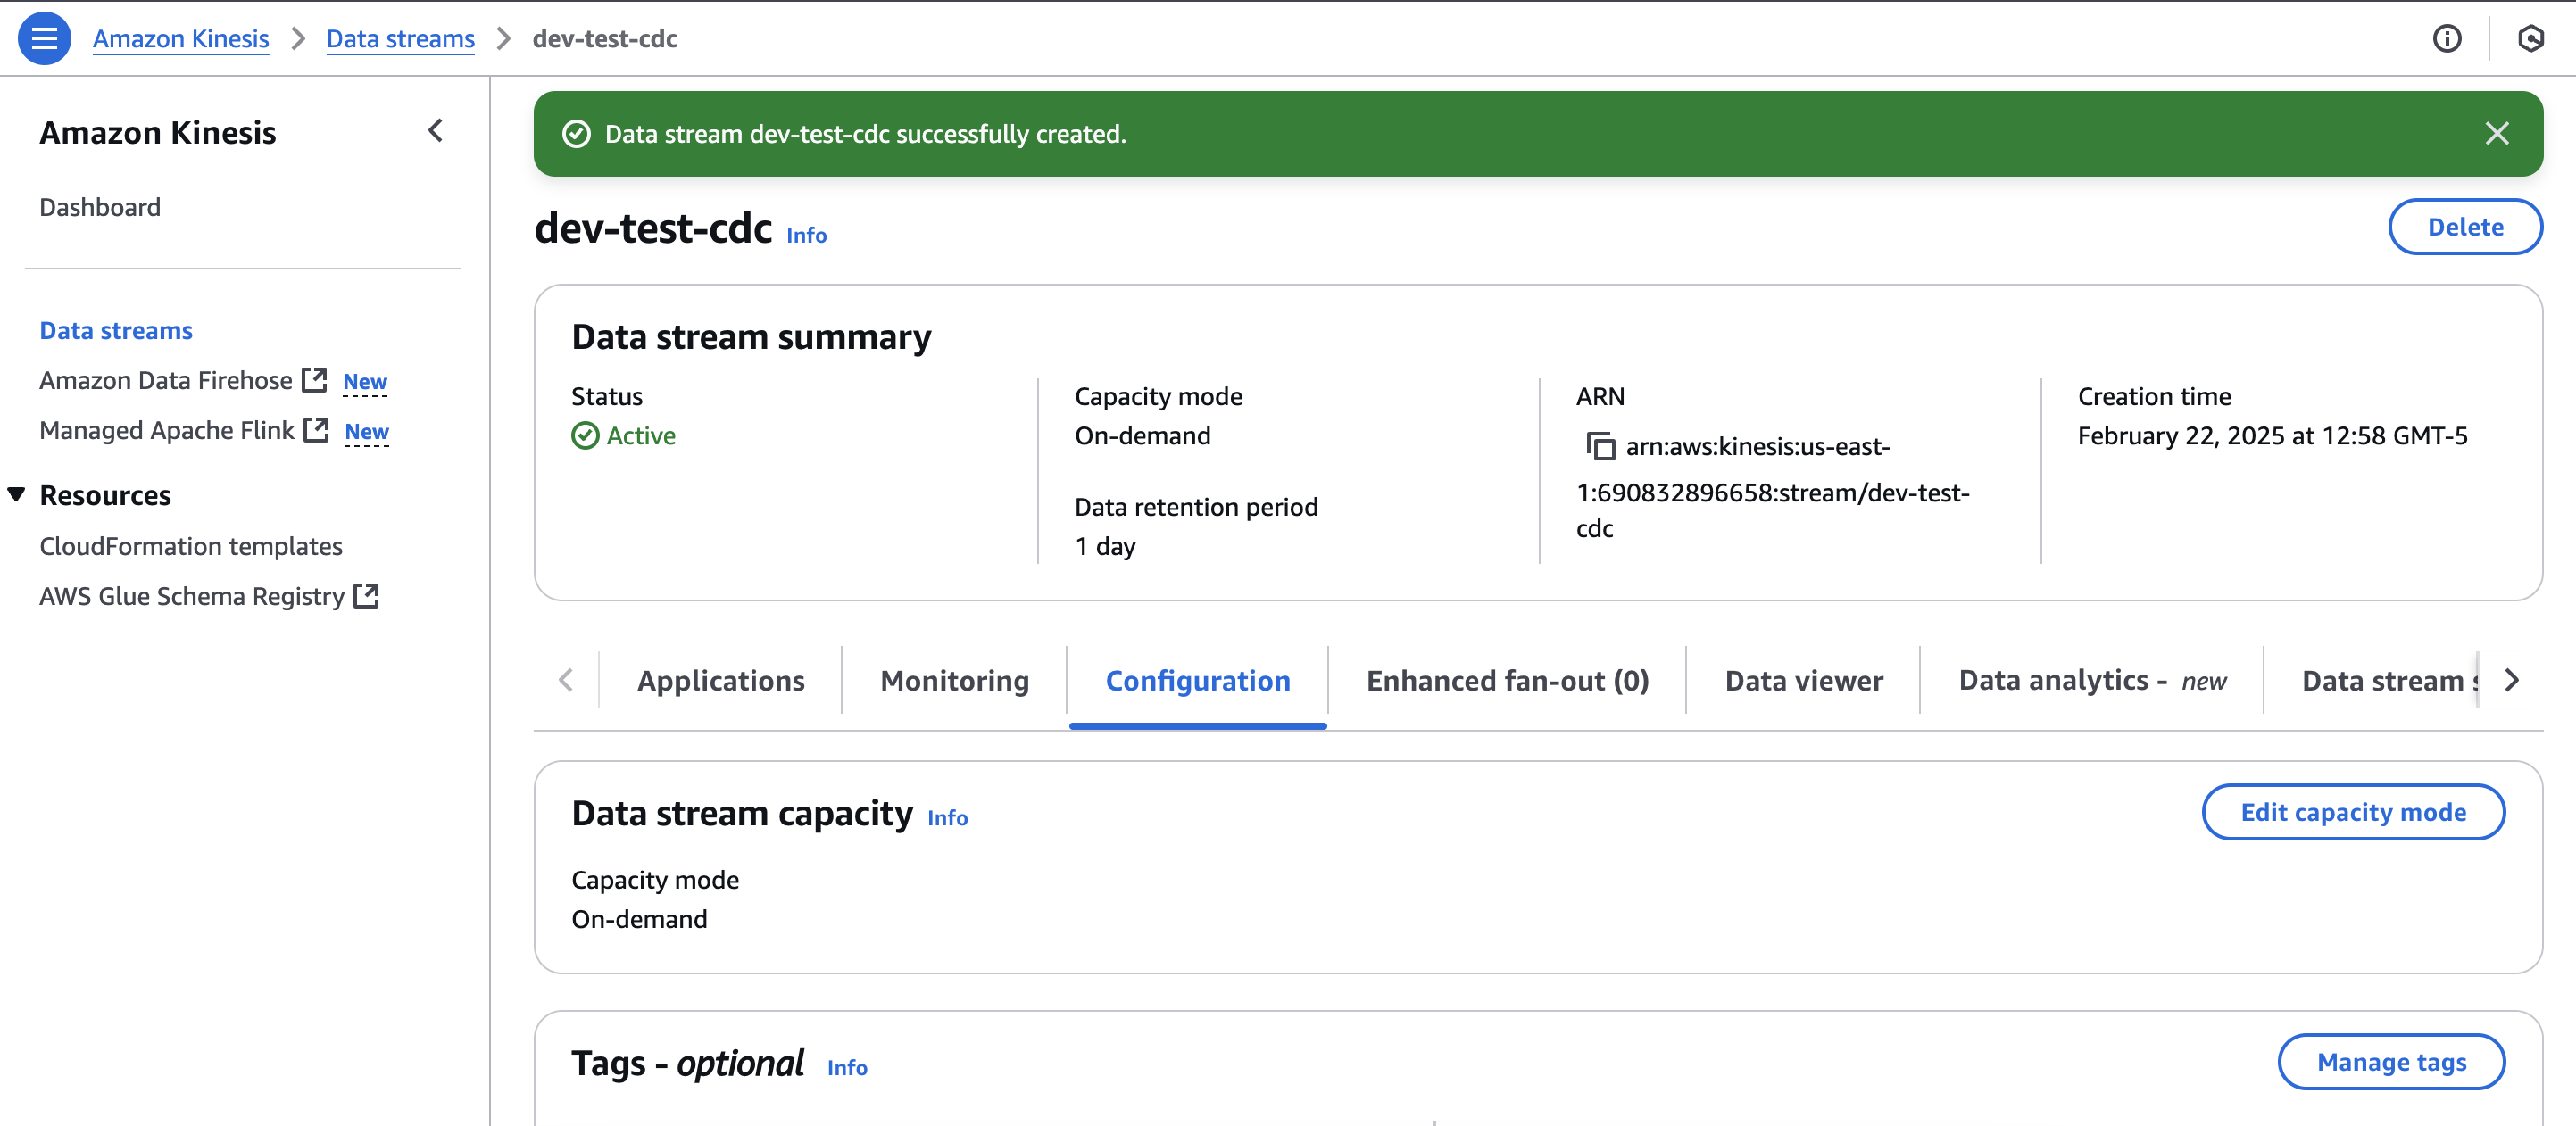 Amazon Kinesis > Data streams > dev-test-cdc
Amazon Kinesis
Dashboard
Data streams
Amazon Data Firehose New
Managed Apache Flink New
Resources
CloudFormation templates
AWS Glue Schema Registry
Data stream dev-test-cdc successfully created.
dev-test-cdc Info
Delete
Data stream summary
Status
Active
Capacity mode
On-demand
Data retention period
1 day
ARN
arn:aws:kinesis:us-east-
1:690832896658:stream/dev-test-
cdc
Creation time
February 22, 2025 at 12:58 GMT-5
Applications Monitoring Configuration Enhanced fan-out (0) Data viewer Data analytics - new Data stream
Data stream capacity Info
Edit capacity mode
Capacity mode
On-demand
Tags - optional Info
Manage tags